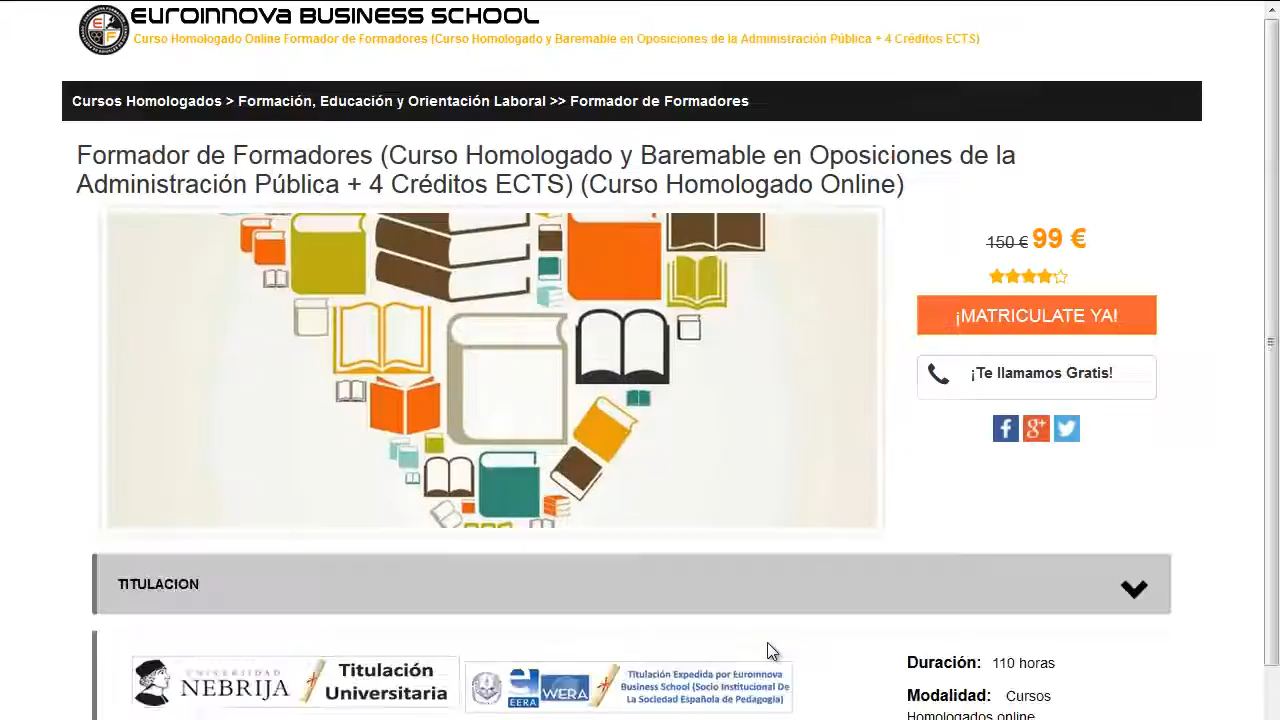 Euroinnova BUSINESS SCHOOL
Curso Homologado Online Formador de Formadores (Curso Homologado y Baremable en Oposiciones de la Administración Pública + 4 Créditos ECTS)
Cursos Homologados > Formación, Educación y Orientación Laboral >> Formador de Formadores
Formador de Formadores (Curso Homologado y Baremable en Oposiciones de la
Administración Pública + 4 Créditos ECTS) (Curso Homologado Online)
150 € 99 €
¡MATRICULATE YA!
¡Te llamamos Gratis!
TITULACION
UNIVERSIDAD
NEBRIJA
Titulación
Universitaria
EERA
WERA
Titulación Expedida por Euroinnova
Business School (Socio Institucional De
La Sociedad Española de Pedagogía)
Duración: 110 horas
Modalidad: Cursos
Homologados online